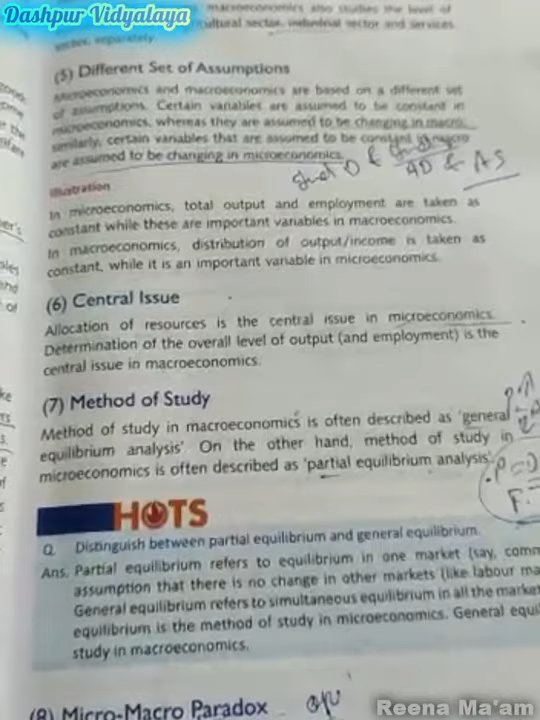 Dashpur Vidyalaya
macroeconomics also studies the level of
cultural sector, industrial sector and services
sector, separately.
(5) Different Set of Assumptions
Microeconomics and macroeconomics are based on a different set
of assumptions. Certain variables are assumed to be constant in
microeconomics, whereas they are assumed to be changing in macro.
similarly, certain variables that are assumed to be constant in macro
are assumed to be changing in microeconomics.
AD & AS
Illustration
In microeconomics, total output and employment are taken as
constant while these are important variables in macroeconomics.
In macroeconomics, distribution of output/income is taken as
constant, while it is an important variable in microeconomics.
(6) Central Issue
Allocation of resources is the central issue in microeconomics.
Determination of the overall level of output (and employment) is the
central issue in macroeconomics.
(7) Method of Study
Method of study in macroeconomics is often described as 'general
equilibrium analysis' On the other hand, method of study in
microeconomics is often described as 'partial equilibrium analysis'.
HOTS
Q. Distinguish between partial equilibrium and general equilibrium.
Ans. Partial equilibrium refers to equilibrium in one market (say, comm
assumption that there is no change in other markets (like labour ma
General equilibrium refers to simultaneous equilibrium in all the market
equilibrium is the method of study in microeconomics. General equil
study in macroeconomics.
(8) Micro-Macro Paradox
Reena Ma'am